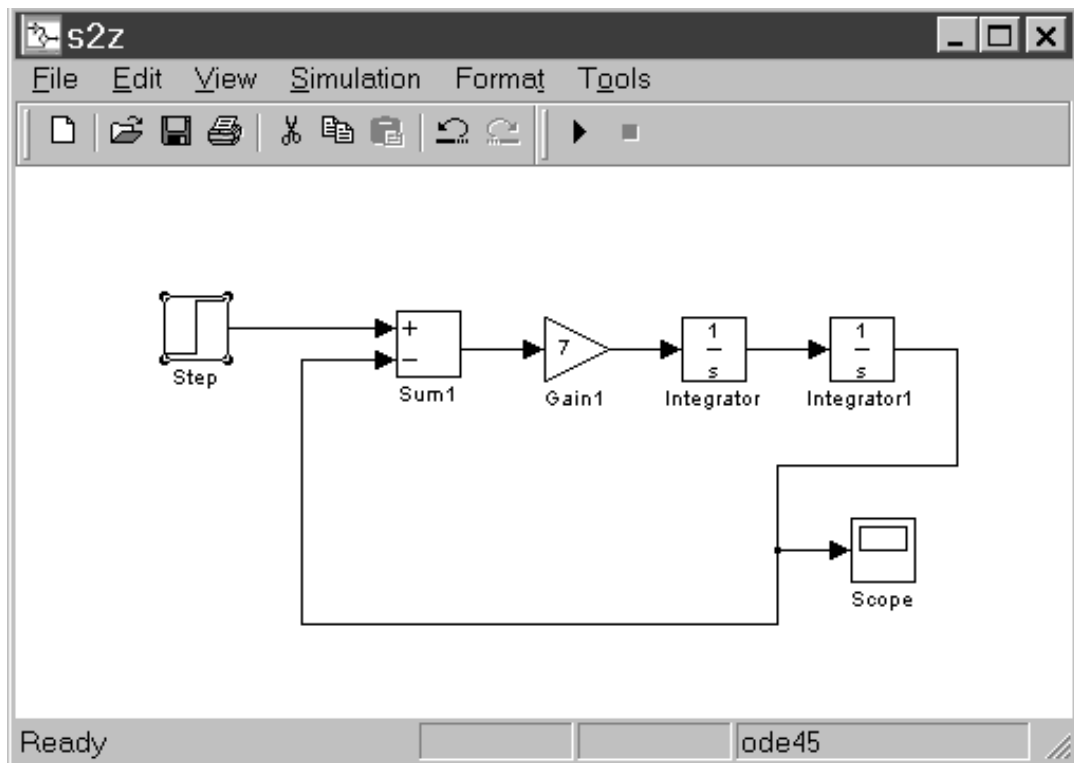 s2z
File Edit View Simulation Format Tools
+
−
Step
Sum1
7
Gain1
1
s
Integrator
1
s
Integrator1
Scope
Ready
ode45